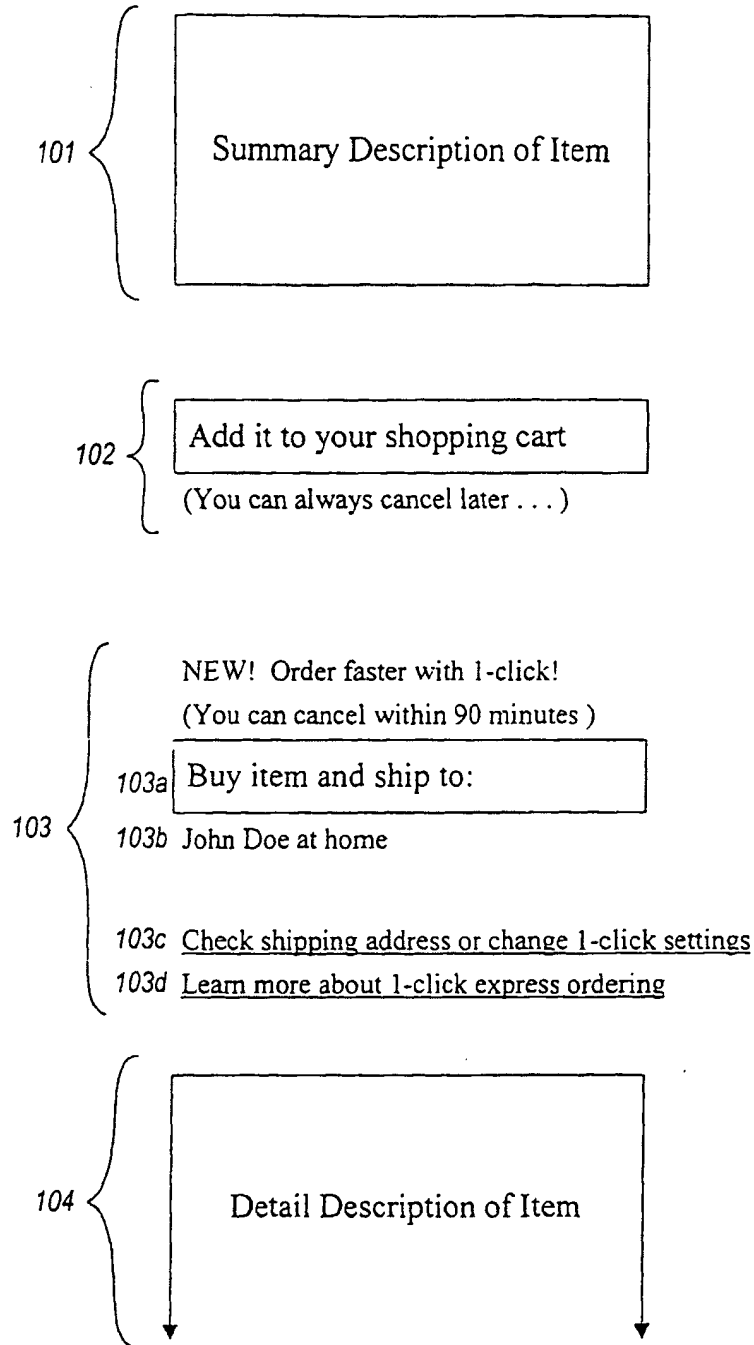 101
Summary Description of Item
102
Add it to your shopping cart
(You can always cancel later . . . )
103
NEW! Order faster with 1-click!
(You can cancel within 90 minutes )
103a Buy item and ship to:
103b John Doe at home
103c Check shipping address or change 1-click settings
103d Learn more about 1-click express ordering
104
Detail Description of Item